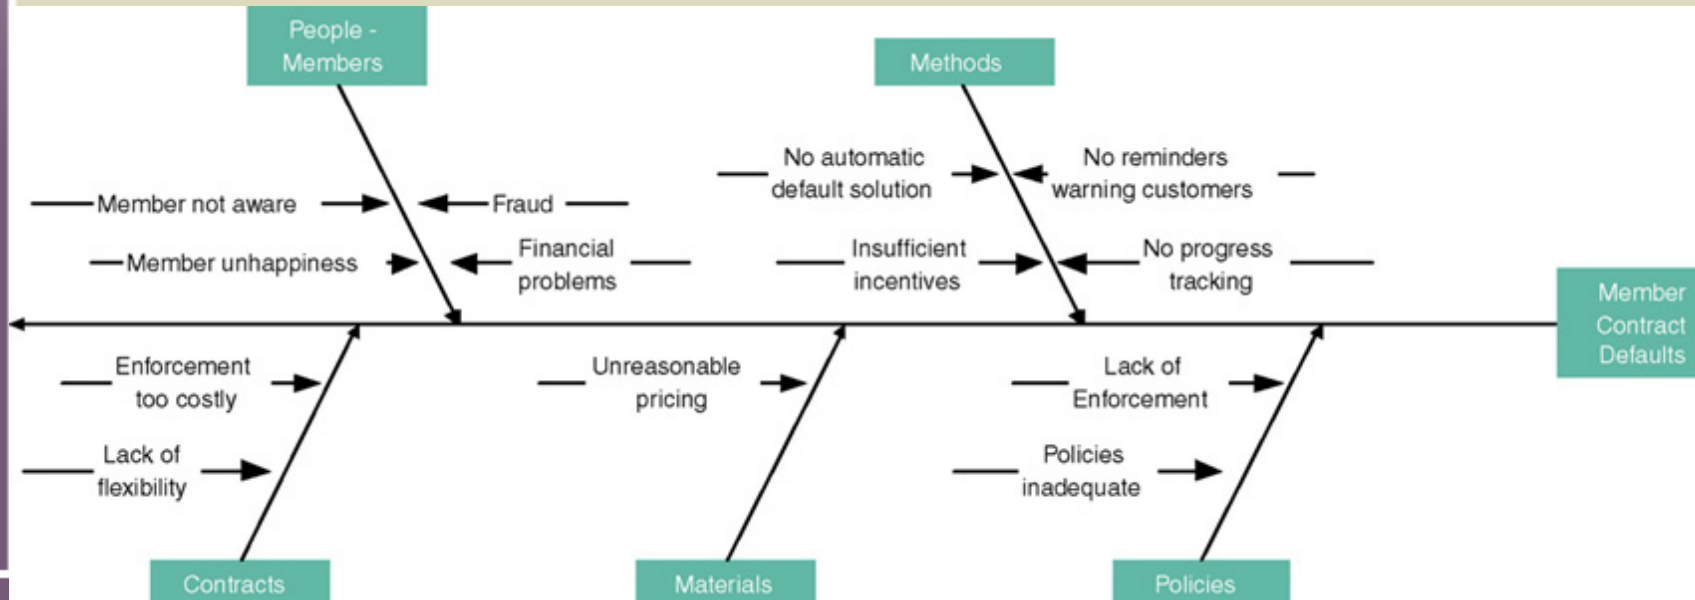 People -
Members
Methods
No automatic
default solution
No reminders
warning customers
Member not aware
Fraud
Member unhappiness
Financial
problems
Insufficient
incentives
No progress
tracking
Member
Contract
Defaults
Enforcement
too costly
Unreasonable
pricing
Lack of
Enforcement
Lack of
flexibility
Policies
inadequate
Contracts
Materials
Policies